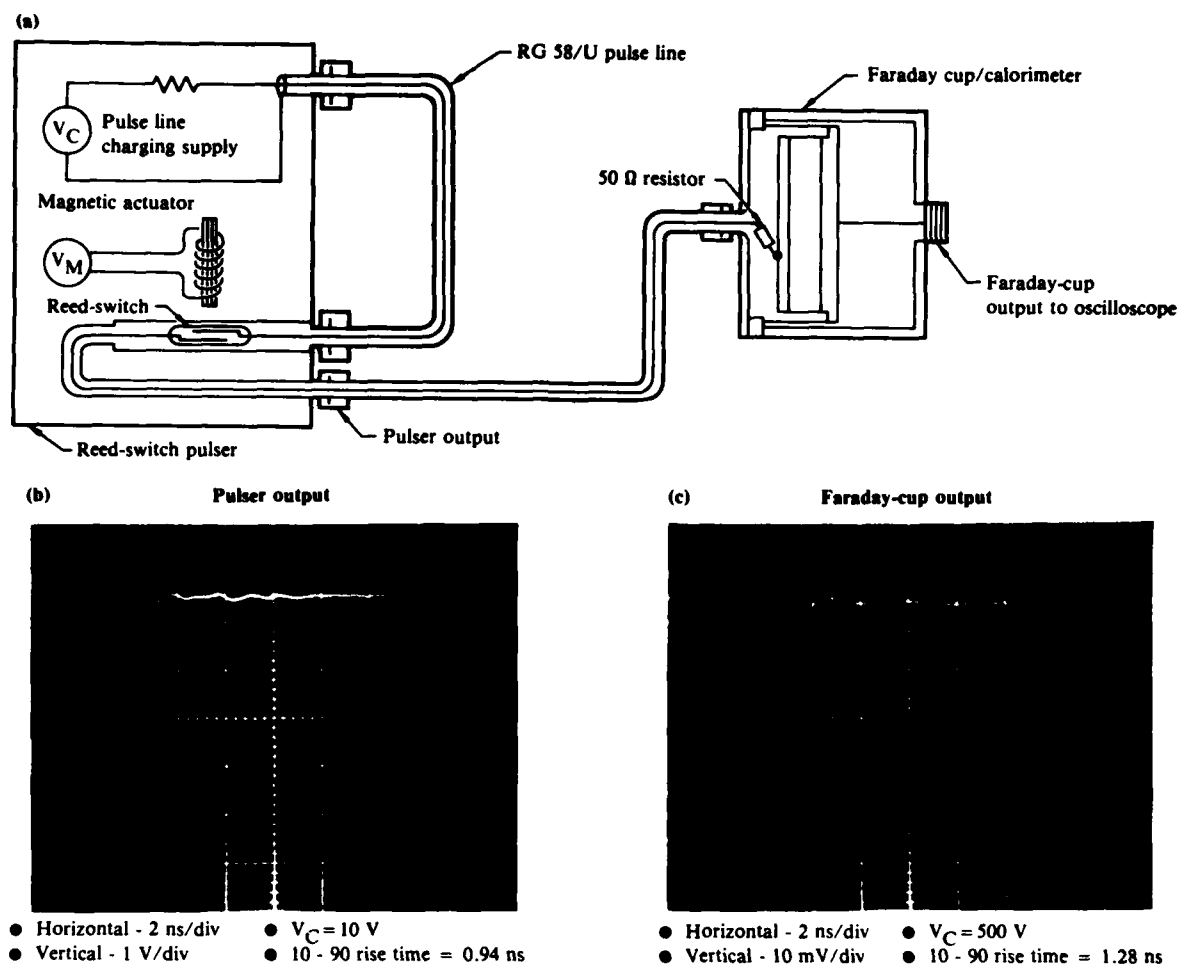 (a)
RG 58/U pulse line
Faraday cup/calorimeter
V_C
Pulse line
charging supply
50 Ω resistor
Magnetic actuator
V_M
Reed-switch
Faraday-cup
output to oscilloscope
Pulser output
Reed-switch pulser
(b) Pulser output
● Horizontal - 2 ns/div ● V_C = 10 V
● Vertical - 1 V/div ● 10 - 90 rise time = 0.94 ns
(c) Faraday-cup output
● Horizontal - 2 ns/div ● V_C = 500 V
● Vertical - 10 mV/div ● 10 - 90 rise time = 1.28 ns